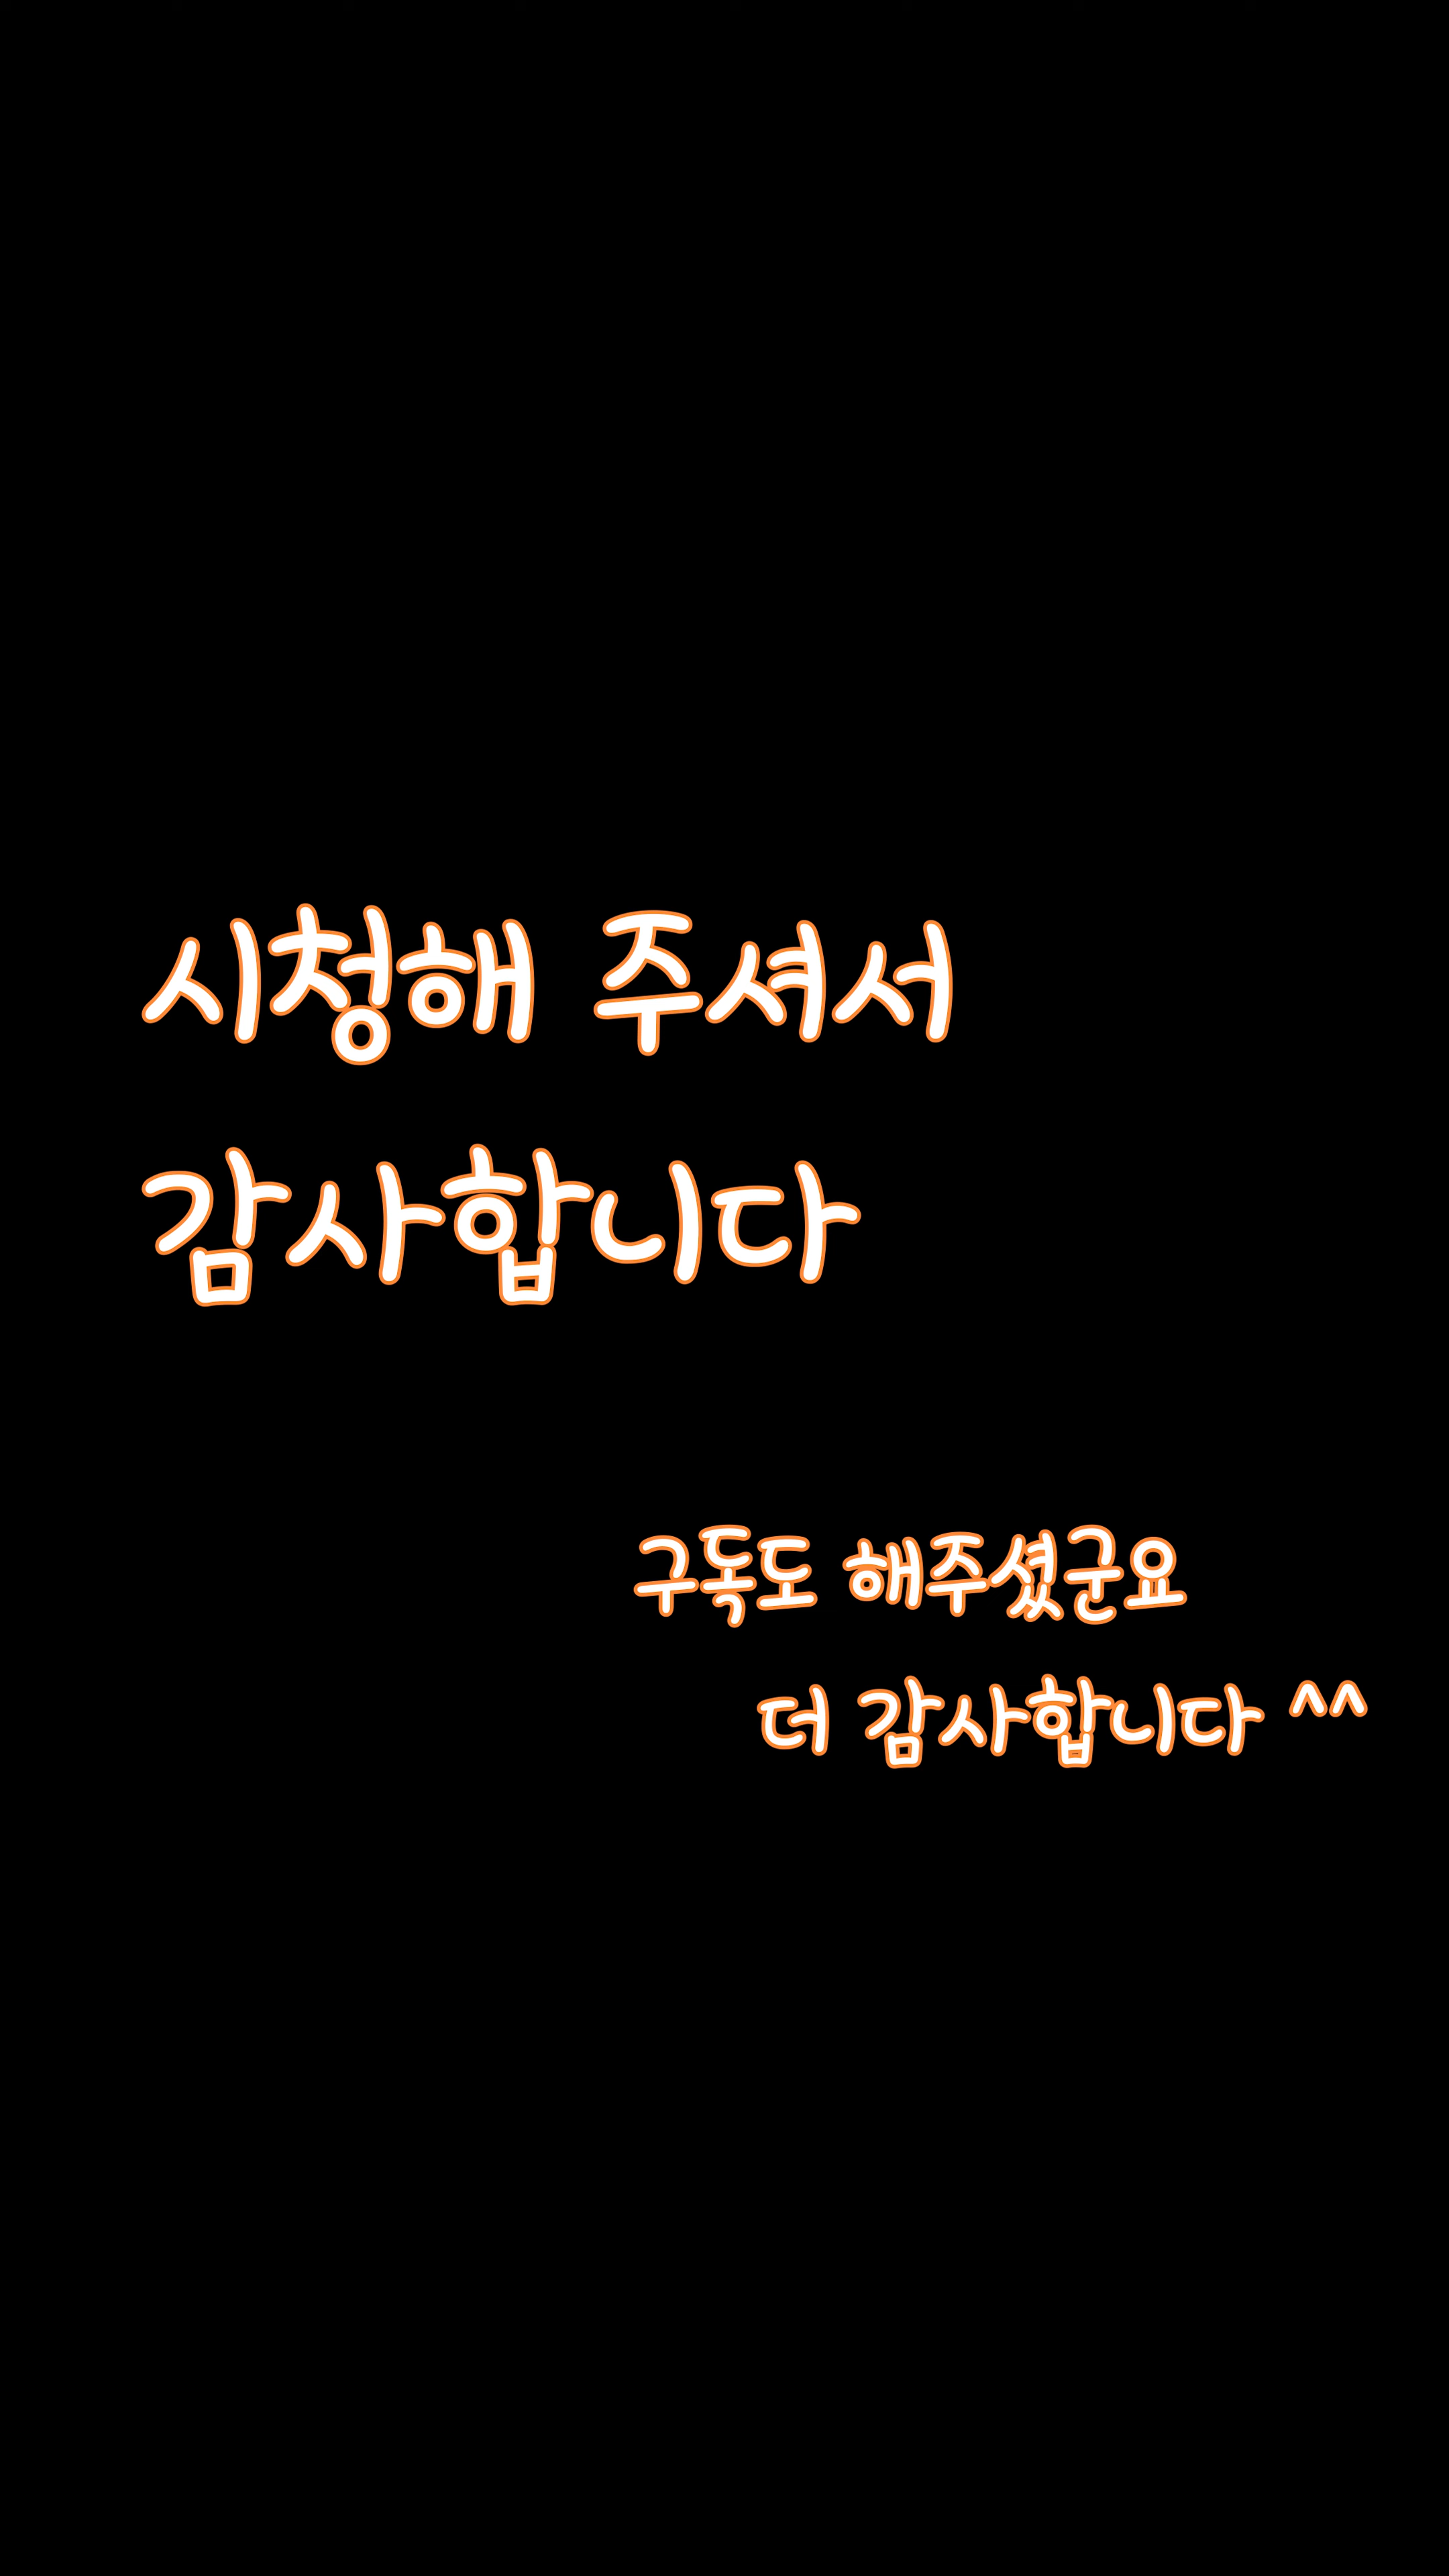 시청해 주셔서
감사합니다
구독도 해주셨군요
더 감사합니다 ^^